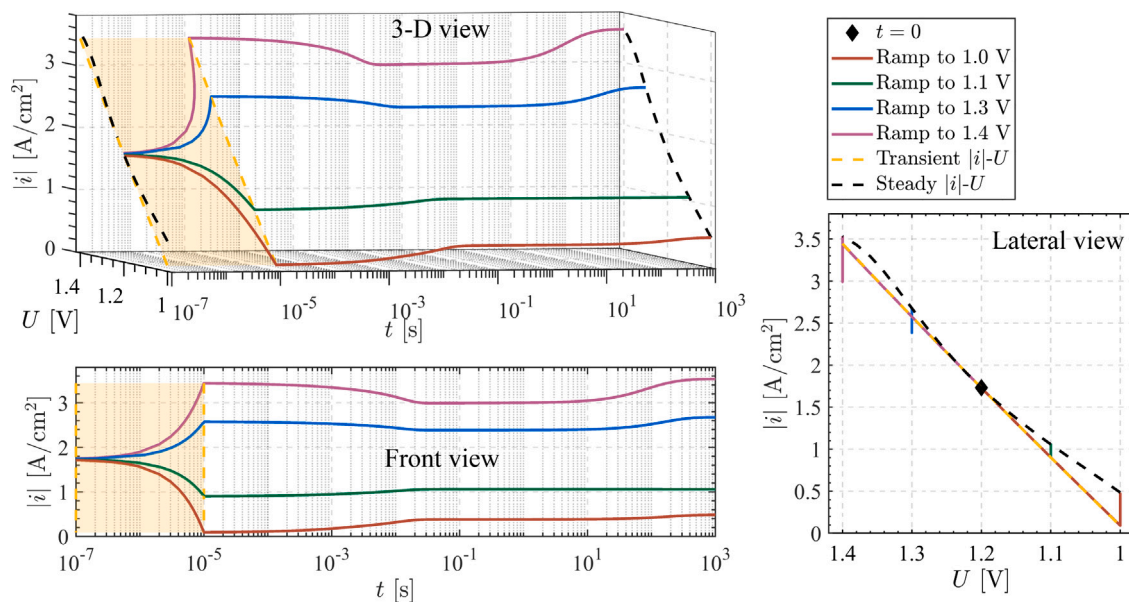 3-D view
3
2
1
0
|i| [A/cm²]
1.4
1.2
1
U [V]
10⁻⁷
10⁻⁵
10⁻³
10⁻¹
10¹
10³
t [s]
t = 0
Ramp to 1.0 V
Ramp to 1.1 V
Ramp to 1.3 V
Ramp to 1.4 V
Transient |i|-U
Steady |i|-U
Front view
3
2
1
0
|i| [A/cm²]
10⁻⁷
10⁻⁵
10⁻³
10⁻¹
10¹
10³
t [s]
Lateral view
3.5
3
2.5
2
1.5
1
0.5
0
|i| [A/cm²]
1.4
1.3
1.2
1.1
1
U [V]